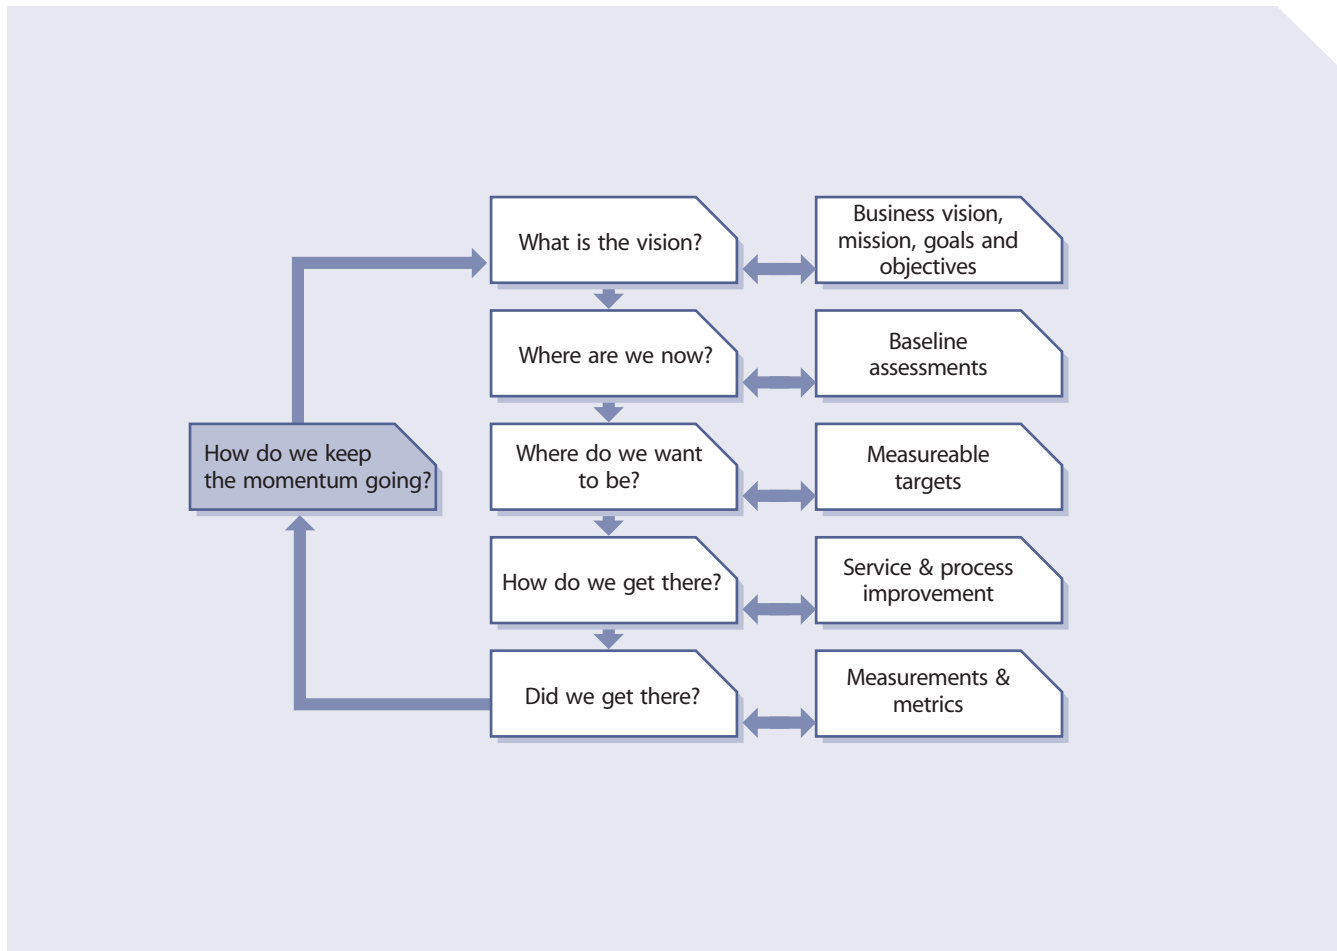 What is the vision?
Business vision,
mission, goals and
objectives
Where are we now?
Baseline
assessments
How do we keep
the momentum going?
Where do we want
to be?
Measureable
targets
How do we get there?
Service & process
improvement
Did we get there?
Measurements &
metrics